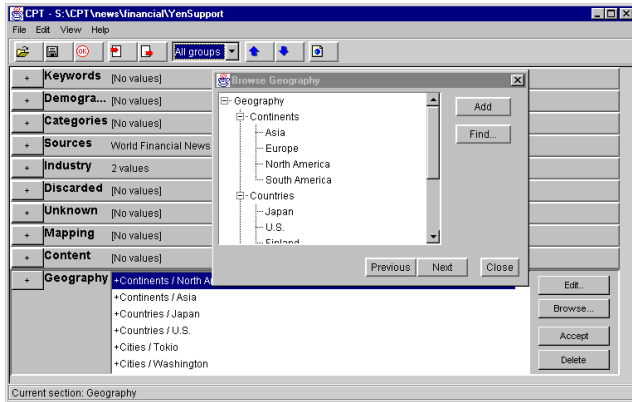 CPT - S:\CPT\news\financial\YenSupport
File Edit View Help
OK All groups
+ Keywords [No values]
+ Demogra... [No values]
+ Categories [No values]
+ Sources World Financial News
+ Industry 2 values
+ Discarded [No values]
+ Unknown [No values]
+ Mapping [No values]
+ Content [No values]
+ Geography +Continents / North A
+Continents / Asia
+Countries / Japan
+Countries / U.S.
+Cities / Tokio
+Cities / Washington
Edit..
Browse...
Accept
Delete
Browse Geography
Geography
Continents
Asia
Europe
North America
South America
Countries
Japan
U.S.
Finland
Add
Find...
Previous Next Close
Current section: Geography